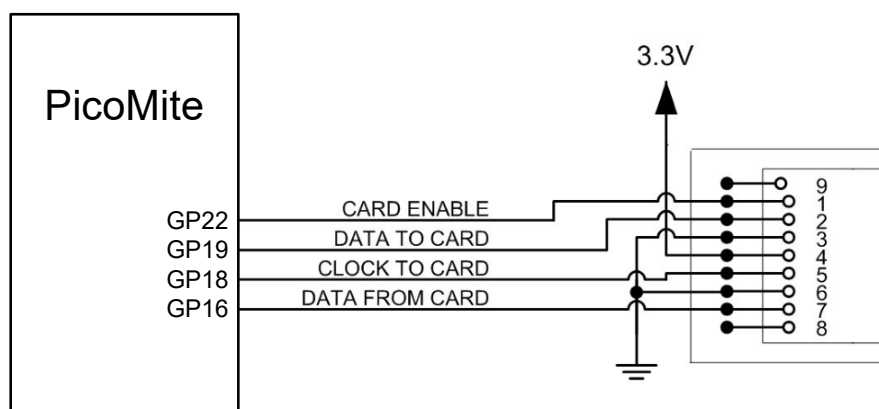 3.3V
PicoMite
9
GP22 CARD ENABLE 1
GP19 DATA TO CARD 2
3
4
GP18 CLOCK TO CARD 5
6
GP16 DATA FROM CARD 7
8